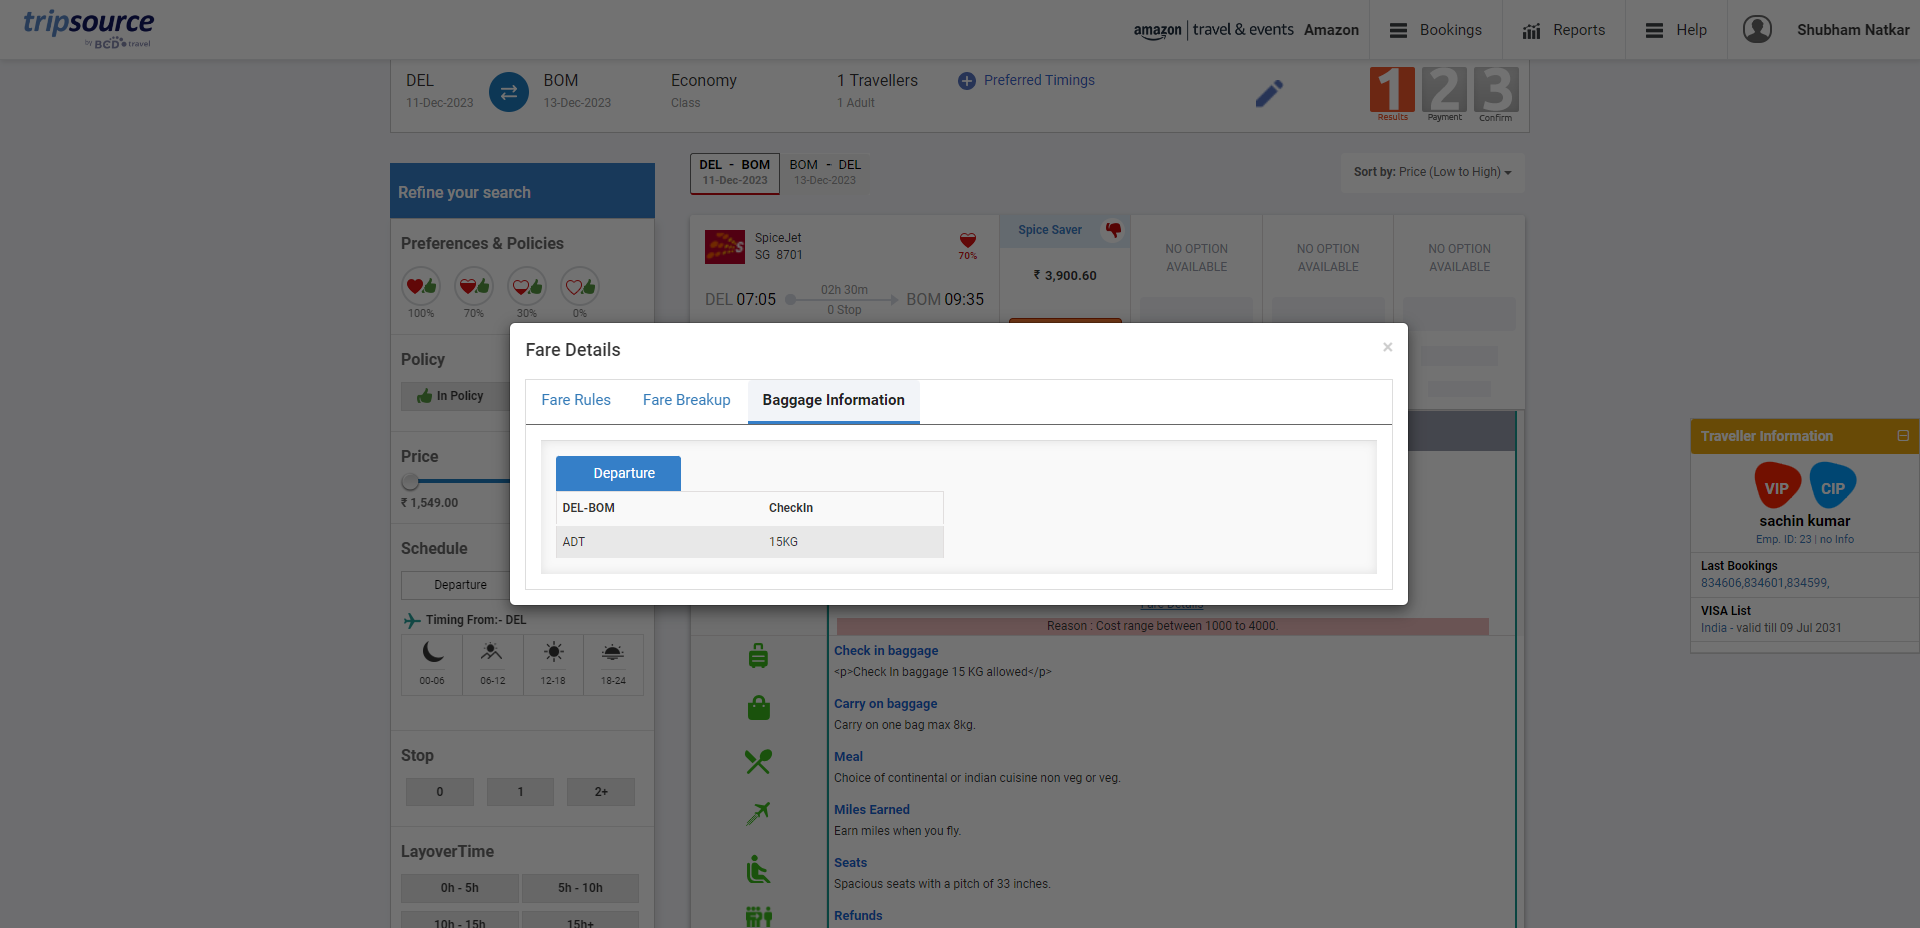 tripsource
by BCD travel
amazon | travel & events Amazon
Bookings
Reports
Help
Shubham Natkar
DEL
11-Dec-2023
BOM
13-Dec-2023
Economy
Class
1 Travellers
1 Adult
Preferred Timings
1 2 3
Results Payment Confirm
Refine your search
Preferences & Policies
100% 70% 30% 0%
Policy
In Policy
Price
₹ 1,549.00
Schedule
Departure
Timing From:- DEL
00-06 06-12 12-18 18-24
Stop
0 1 2+
LayoverTime
0h - 5h 5h - 10h
10h - 15h 15h+
DEL - BOM
11-Dec-2023
BOM - DEL
13-Dec-2023
Sort by: Price (Low to High)
SpiceJet
SG 8701
70%
DEL 07:05
02h 30m
0 Stop
BOM 09:35
Spice Saver
₹ 3,900.60
NO OPTION
AVAILABLE
NO OPTION
AVAILABLE
NO OPTION
AVAILABLE
Fare Details
×
Fare Rules Fare Breakup Baggage Information
Departure
DEL-BOM CheckIn
ADT 15KG
Fare Details
Reason : Cost range between 1000 to 4000.
Check in baggage
<p>Check In baggage 15 KG allowed</p>
Carry on baggage
Carry on one bag max 8kg.
Meal
Choice of continental or indian cuisine non veg or veg.
Miles Earned
Earn miles when you fly.
Seats
Spacious seats with a pitch of 33 inches.
Refunds
Traveller Information
VIP CIP
sachin kumar
Emp. ID: 23 | no Info
Last Bookings
834606,834601,834599,
VISA List
India - valid till 09 Jul 2031